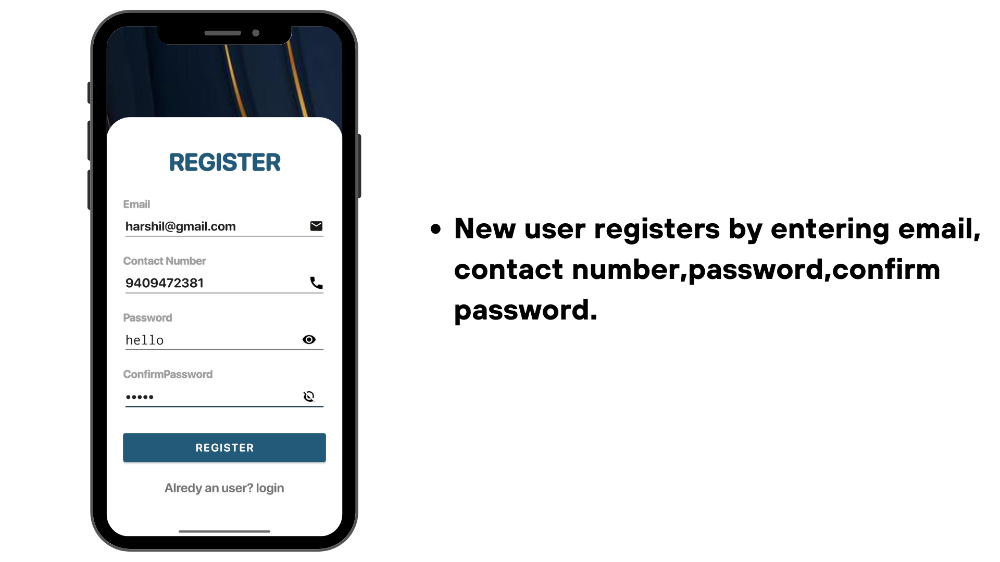 REGISTER
Email
harshil@gmail.com
Contact Number
9409472381
Password
hello
ConfirmPassword
•••••
REGISTER
Alredy an user? login
• New user registers by entering email,
contact number,password,confirm
password.